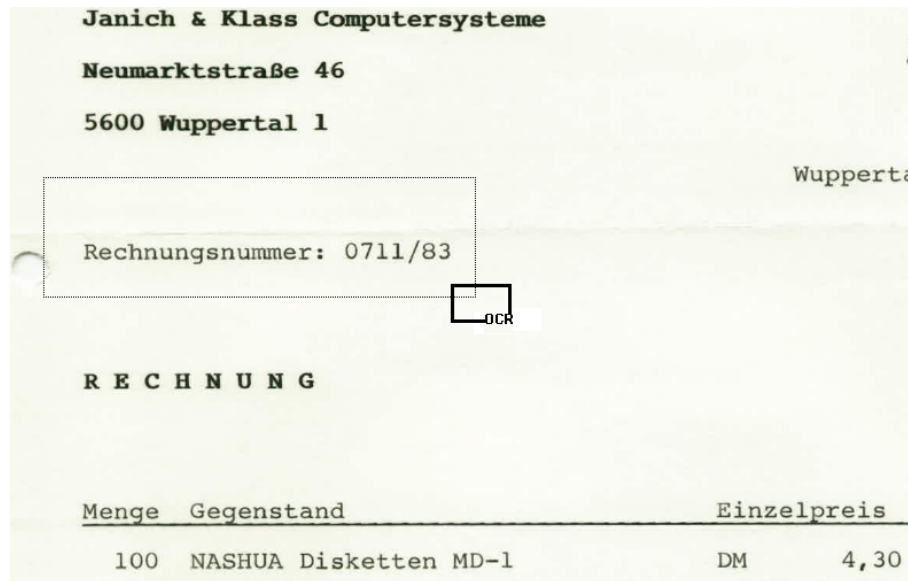 Janich & Klass Computersysteme
Neumarktstraße 46
5600 Wuppertal 1
Rechnungsnummer: 0711/83
OCR
R E C H N U N G
Menge Gegenstand Einzelpreis
100 NASHUA Disketten MD-1 DM 4,30